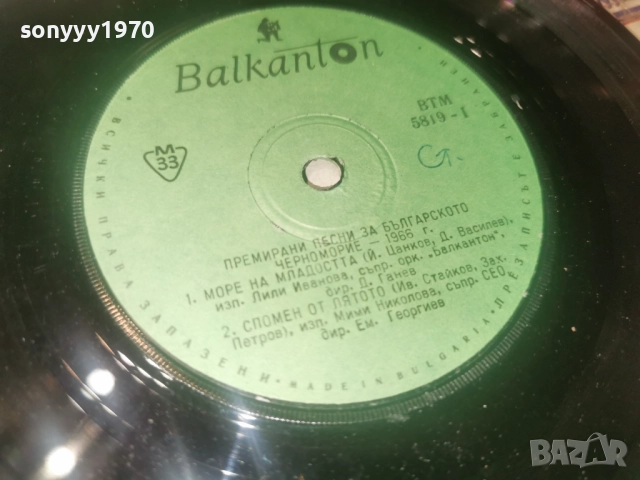 sonyyy1970
Balkanton
ВТМ
5819 - I
M
33
ПРЕМИРАНИ ПЕСНИ ЗА БЪЛГАРСКОТО
ЧЕРНОМОРИЕ — 1966 г.
1. МОРЕ НА МЛАДОСТТА (Й. Цанков, Д. Василев),
изп. Лили Иванова, съпр. орк. „Балкантон“,
дир. Д. Ганев
2. СПОМЕН ОТ ЛЯТОТО (Ив. Стайков, Зах.
Петров), изп. Мими Николова, съпр. СЕО,
дир. Ем. Георгиев
• ВСИЧКИ ПРАВА ЗАПАЗЕНИ • MADE IN BULGARIA • ПРЕЗАПИСЪТ Е ЗАБРАНЕН
BAZAR